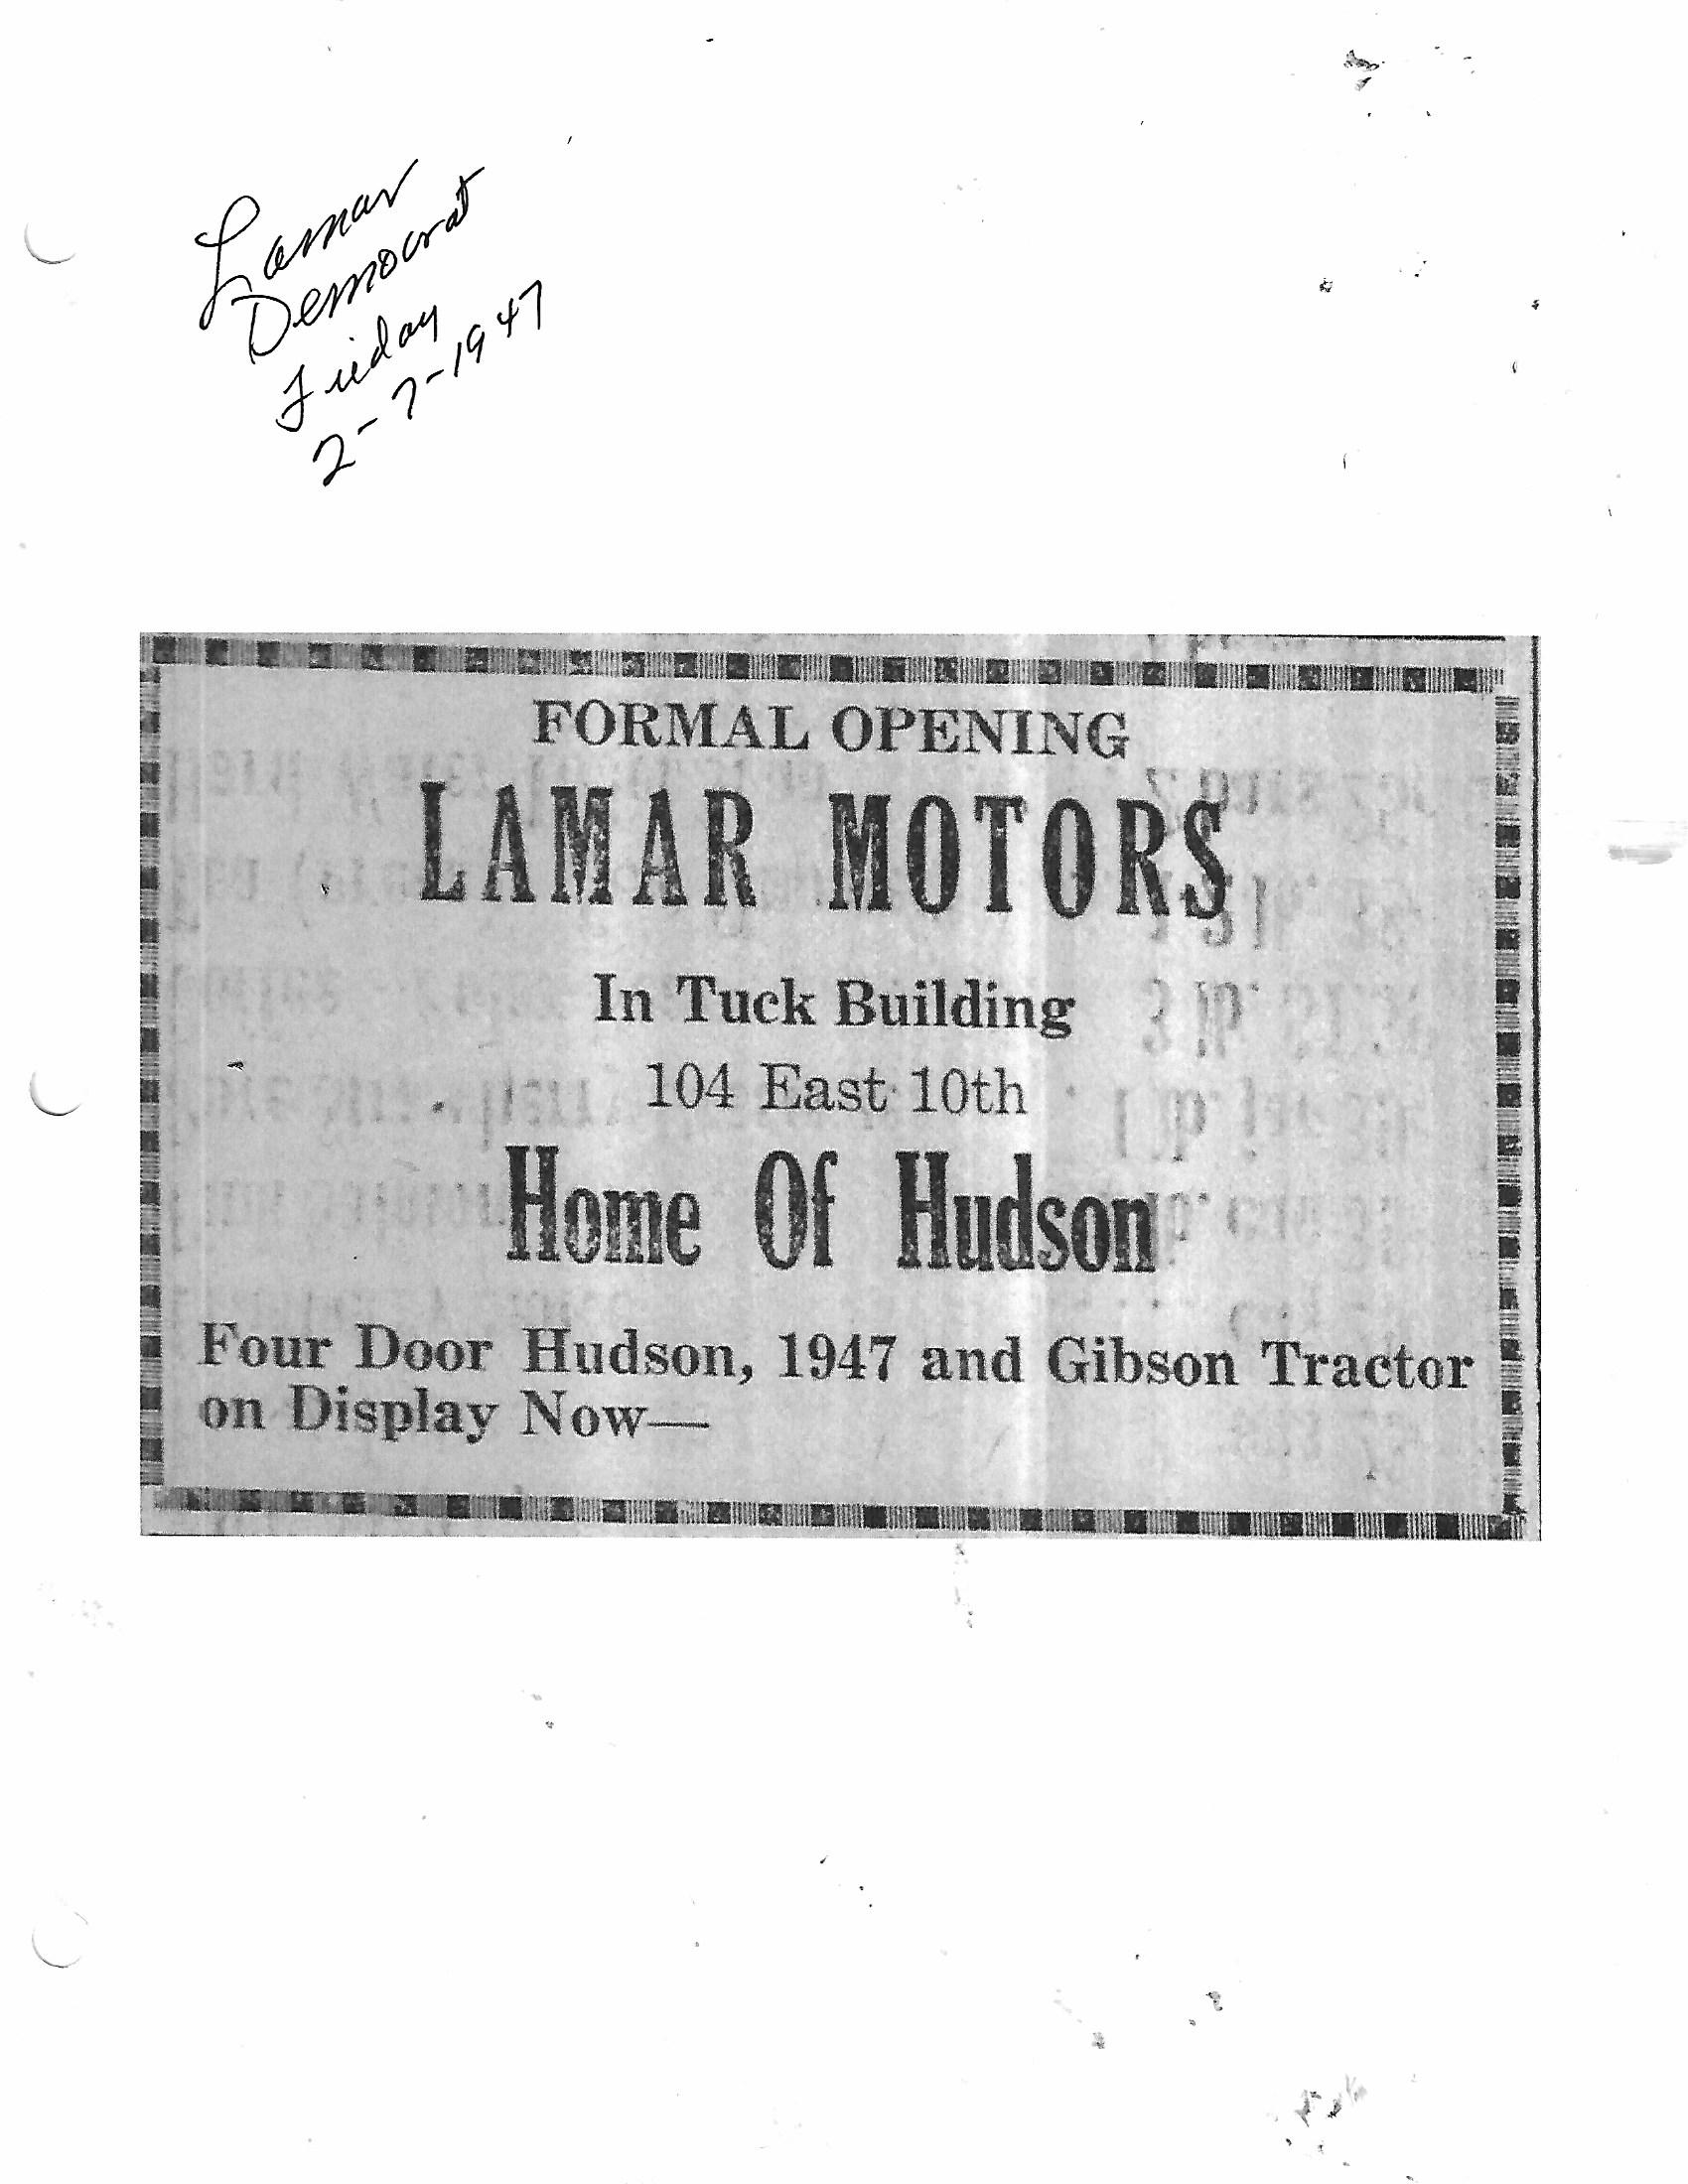 Lamar
Democrat
Friday
2-7-1947
FORMAL OPENING
LAMAR MOTORS
In Tuck Building
104 East 10th
Home Of Hudson
Four Door Hudson, 1947 and Gibson Tractor
on Display Now—